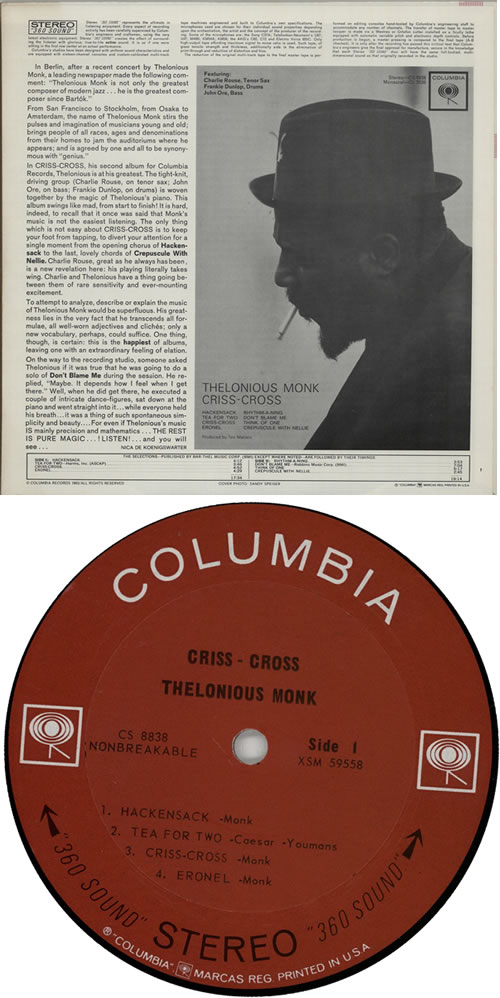 STEREO
"360 SOUND"
Featuring:
Charlie Rouse, Tenor Sax
Frankie Dunlop, Drums
John Ore, Bass
COLUMBIA
In Berlin, after a recent concert by Thelonious
Monk, a leading newspaper made the following com-
ment: "Thelonious Monk is not only the greatest
composer of modern jazz . . . he is the greatest com-
poser since Bartók."
From San Francisco to Stockholm, from Osaka to
Amsterdam, the name of Thelonious Monk stirs the
pulses and imagination of musicians young and old;
brings people of all races, ages and denominations
from their homes to jam the auditoriums where he
appears; and is agreed by one and all to be synony-
mous with "genius."
In CRISS-CROSS, his second album for Columbia
Records, Thelonious is at his greatest. The tight-knit,
driving group (Charlie Rouse, on tenor sax; John
Ore, on bass; Frankie Dunlop, on drums) is woven
together by the magic of Thelonious's piano. This
album swings like mad, from start to finish! It is hard,
indeed, to recall that it once was said that Monk's
music is not the easiest listening. The only thing
which is not easy about CRISS-CROSS is to keep
your foot from tapping, to divert your attention for a
single moment from the opening chorus of Hacken-
sack to the last, lovely chords of Crepuscule With
Nellie. Charlie Rouse, great as he always has been,
is a new revelation here: his playing literally takes
wing. Charlie and Thelonious have a thing going be-
tween them of rare sensitivity and ever-mounting
excitement.
To attempt to analyze, describe or explain the music
of Thelonious Monk would be superfluous. His great-
ness lies in the very fact that he transcends all for-
mulae, all well-worn adjectives and clichés; only a
new vocabulary, perhaps, could suffice. One thing,
though, is certain: this is the happiest of albums,
leaving one with an extraordinary feeling of elation.
On the way to the recording studio, someone asked
Thelonious if it was true that he was going to do a
solo of Don't Blame Me during the session. He re-
plied, "Maybe. It depends how I feel when I get
there." Well, when he did get there, he executed a
couple of intricate dance-figures, sat down at the
piano and went straight into it . . . while everyone held
his breath . . . it was a thing of such spontaneous sim-
plicity and beauty. . . . For even if Thelonious's music
IS mainly precision and mathematics . . . THE REST
IS PURE MAGIC . . . ! LISTEN! . . . and you will
see . . . NICA DE KOENIGSWARTER
THELONIOUS MONK
CRISS-CROSS
HACKENSACK RHYTHM-A-NING
TEA FOR TWO DON'T BLAME ME
CRISS-CROSS THINK OF ONE
ERONEL CREPUSCULE WITH NELLIE
Produced by Teo Macero
COVER PHOTO: SANDY SPEISER
COLUMBIA
CRISS-CROSS
THELONIOUS MONK
CS 8838
NONBREAKABLE
Side 1
XSM 59558
1. HACKENSACK -Monk
2. TEA FOR TWO -Caesar -Youmans
3. CRISS-CROSS -Monk
4. ERONEL -Monk
"360 SOUND" STEREO "360 SOUND"
® "COLUMBIA", MARCAS REG. PRINTED IN U.S.A.